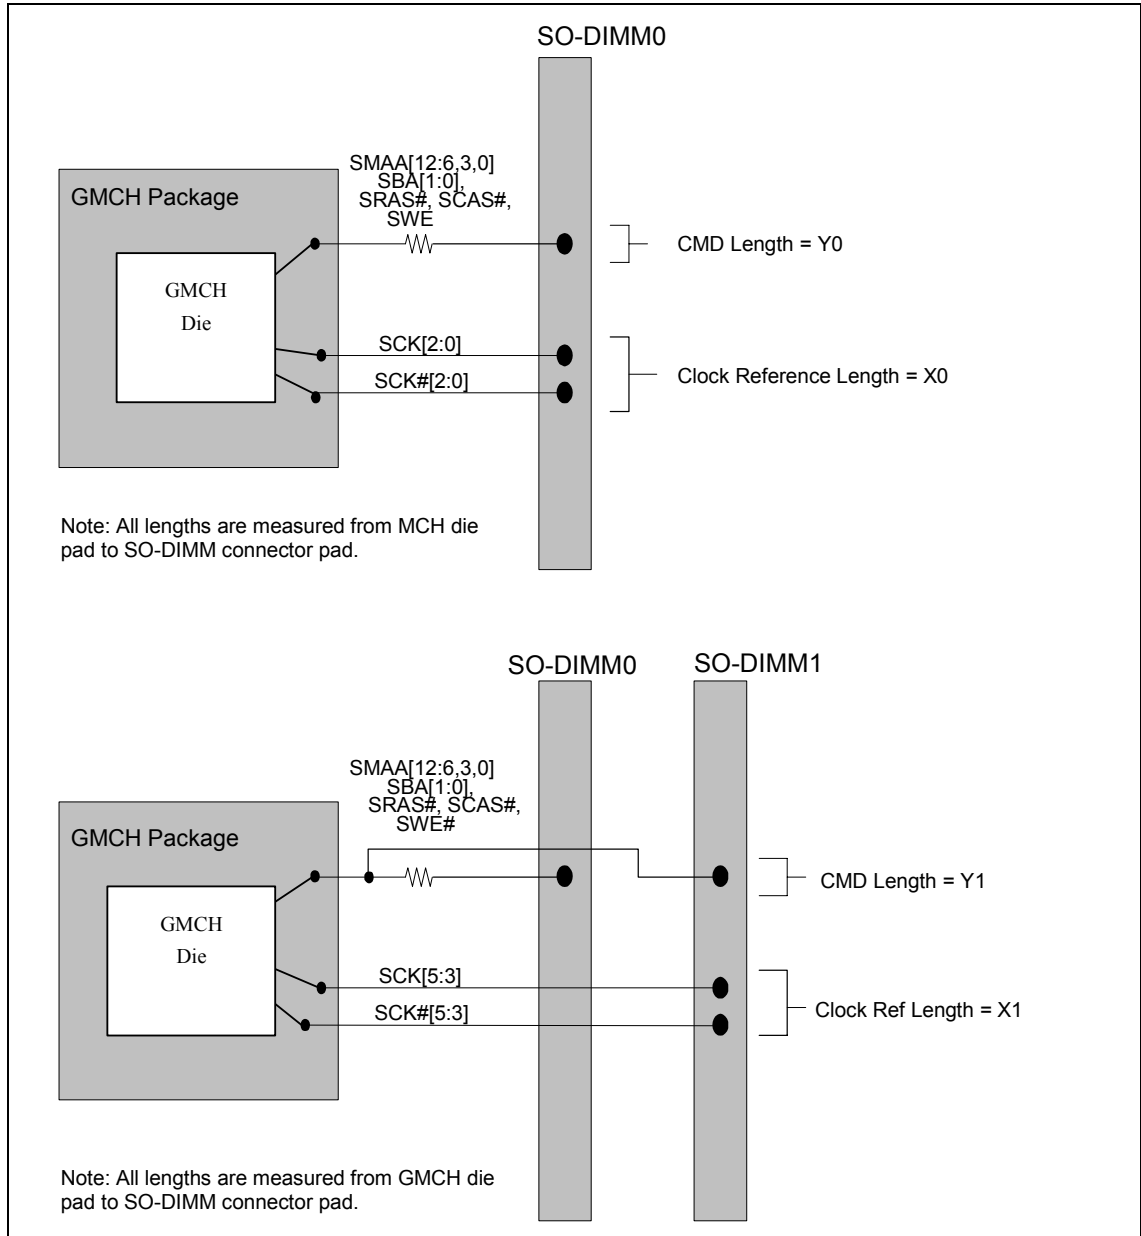 SO-DIMM0
SMAA[12:6,3,0]
SBA[1:0],
SRAS#, SCAS#,
SWE
GMCH Package
CMD Length = Y0
GMCH
Die
SCK[2:0]
SCK#[2:0]
Clock Reference Length = X0
Note: All lengths are measured from MCH die
pad to SO-DIMM connector pad.
SO-DIMM0
SO-DIMM1
SMAA[12:6,3,0]
SBA[1:0],
SRAS#, SCAS#,
SWE#
GMCH Package
CMD Length = Y1
GMCH
Die
SCK[5:3]
SCK#[5:3]
Clock Ref Length = X1
Note: All lengths are measured from GMCH die
pad to SO-DIMM connector pad.